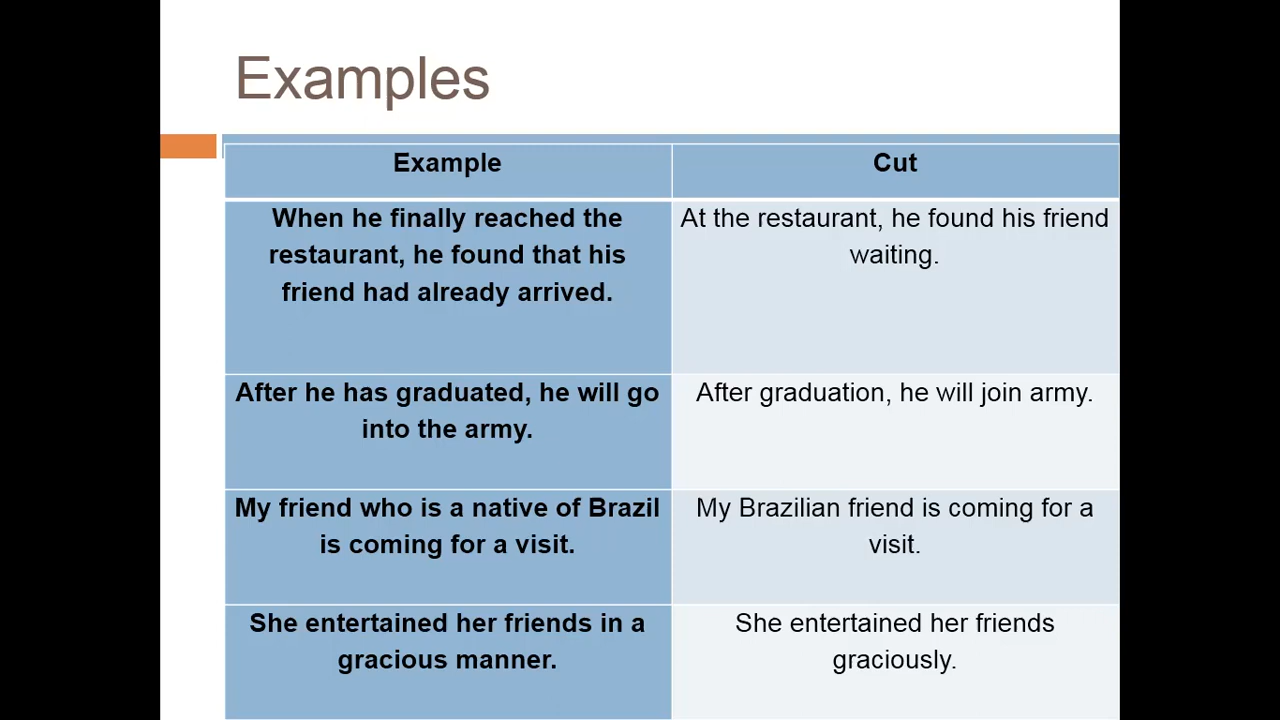 Examples
Example
Cut
When he finally reached the
restaurant, he found that his
friend had already arrived.
At the restaurant, he found his friend
waiting.
After he has graduated, he will go
into the army.
After graduation, he will join army.
My friend who is a native of Brazil
is coming for a visit.
My Brazilian friend is coming for a
visit.
She entertained her friends in a
gracious manner.
She entertained her friends
graciously.